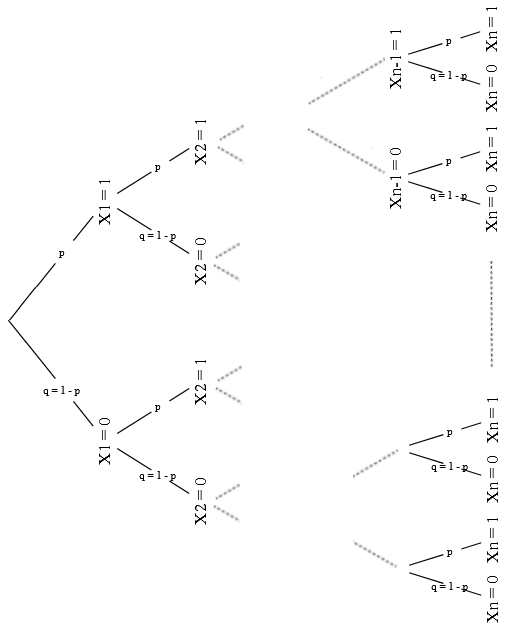 Xn-1 = 1
p
Xn = 1
q = 1 - p
Xn = 0
X2 = 1
Xn-1 = 0
p
Xn = 1
q = 1 - p
Xn = 0
X1 = 1
p
q = 1 - p
X2 = 0
p
q = 1 - p
X1 = 0
p
X2 = 1
q = 1 - p
X2 = 0
p
Xn = 1
q = 1 - p
Xn = 0
p
Xn = 1
q = 1 - p
Xn = 0